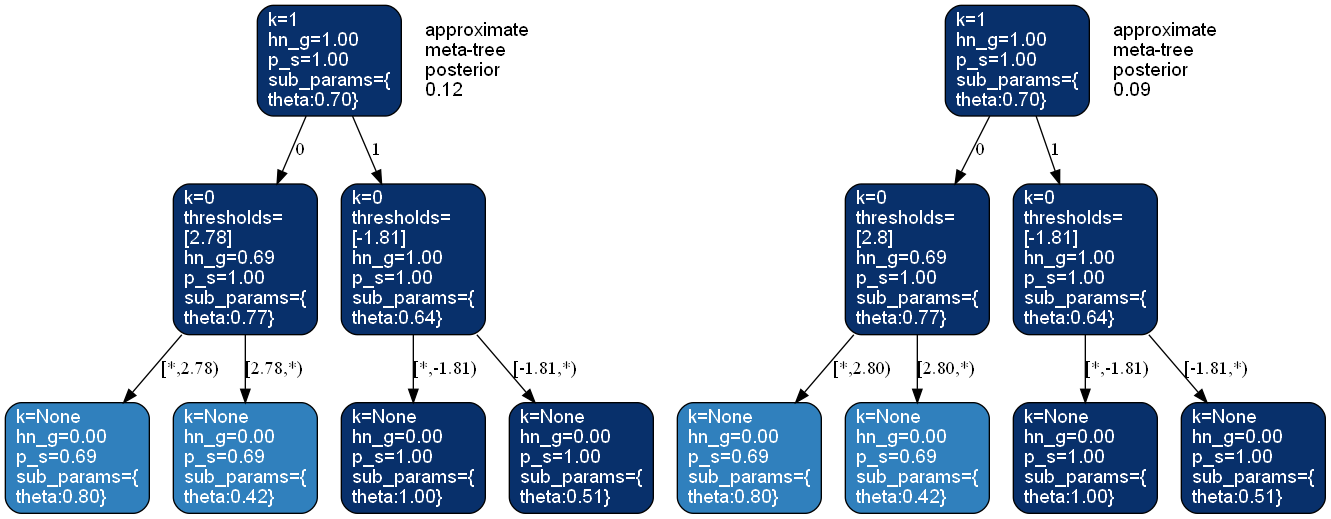 k=1
hn_g=1.00
p_s=1.00
sub_params={
theta:0.70}
approximate
meta-tree
posterior
0.12
0
1
k=0
thresholds=
[2.78]
hn_g=0.69
p_s=1.00
sub_params={
theta:0.77}
k=0
thresholds=
[-1.81]
hn_g=1.00
p_s=1.00
sub_params={
theta:0.64}
[*,2.78)
[2.78,*)
[*,-1.81)
[-1.81,*)
k=None
hn_g=0.00
p_s=0.69
sub_params={
theta:0.80}
k=None
hn_g=0.00
p_s=0.69
sub_params={
theta:0.42}
k=None
hn_g=0.00
p_s=1.00
sub_params={
theta:1.00}
k=None
hn_g=0.00
p_s=1.00
sub_params={
theta:0.51}
k=1
hn_g=1.00
p_s=1.00
sub_params={
theta:0.70}
approximate
meta-tree
posterior
0.09
0
1
k=0
thresholds=
[2.8]
hn_g=0.69
p_s=1.00
sub_params={
theta:0.77}
k=0
thresholds=
[-1.81]
hn_g=1.00
p_s=1.00
sub_params={
theta:0.64}
[*,2.80)
[2.80,*)
[*,-1.81)
[-1.81,*)
k=None
hn_g=0.00
p_s=0.69
sub_params={
theta:0.80}
k=None
hn_g=0.00
p_s=0.69
sub_params={
theta:0.42}
k=None
hn_g=0.00
p_s=1.00
sub_params={
theta:1.00}
k=None
hn_g=0.00
p_s=1.00
sub_params={
theta:0.51}